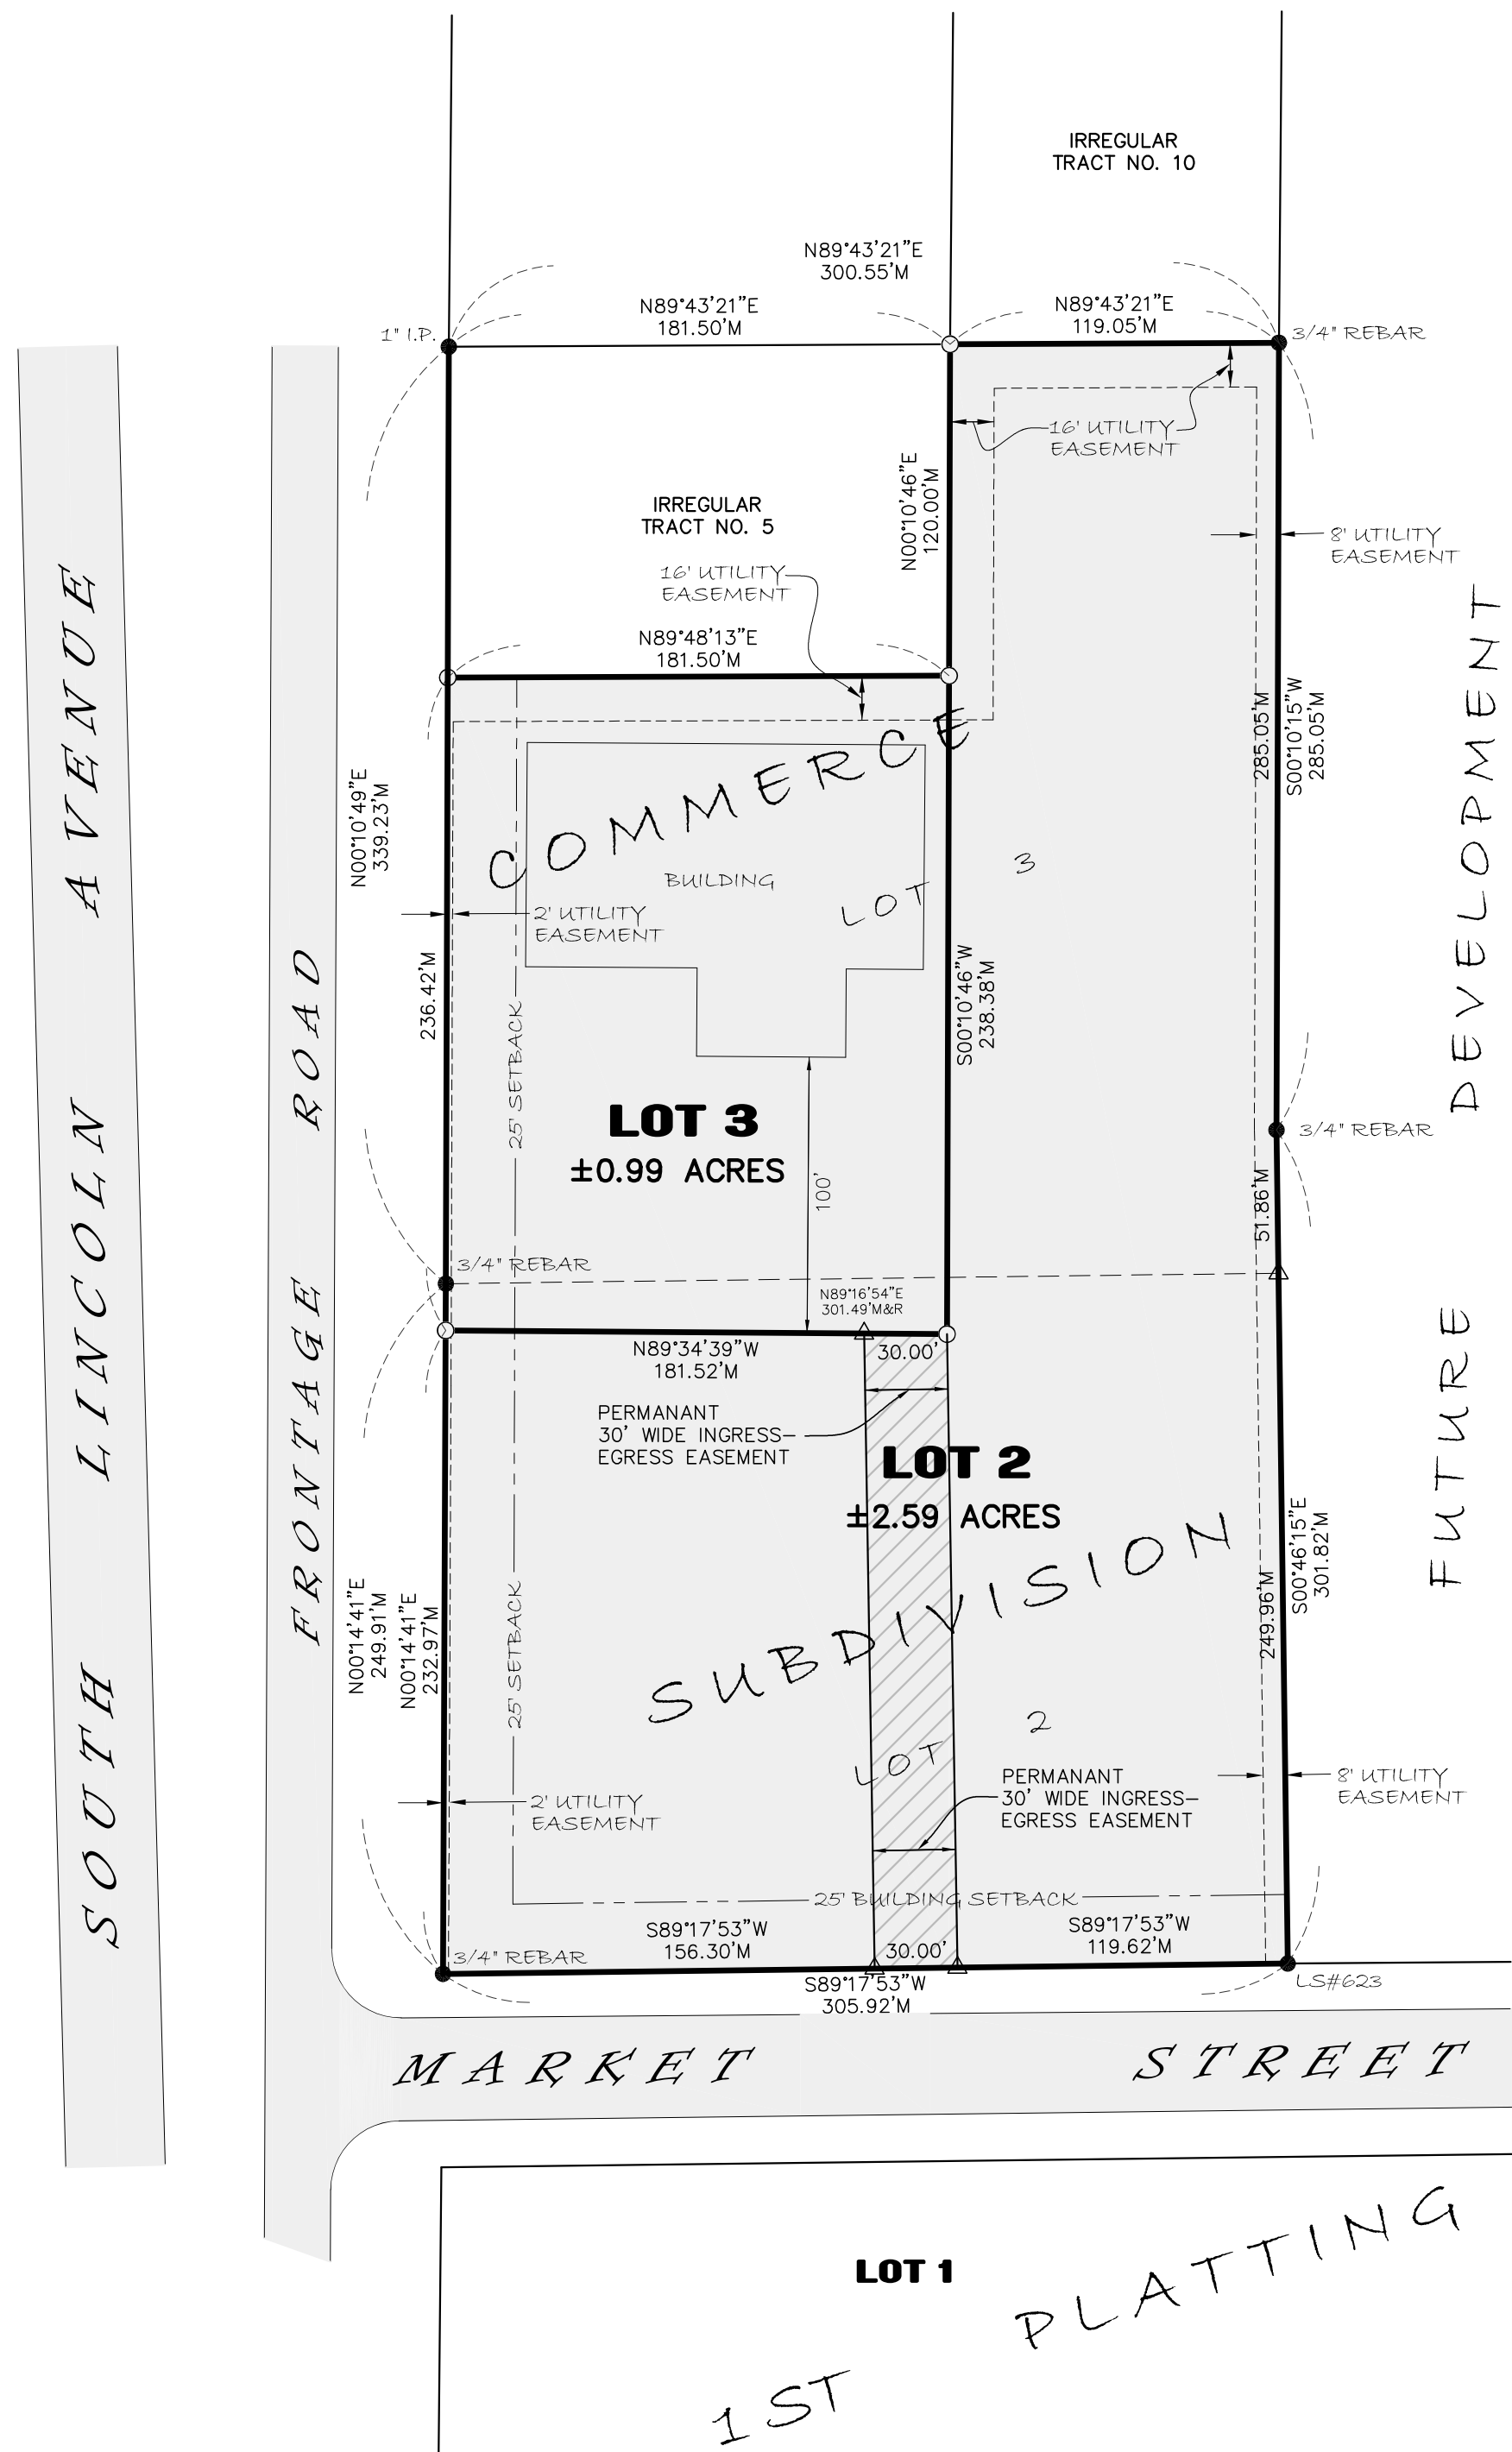 IRREGULAR
TRACT NO. 10
N89°43'21"E
300.55'M
N89°43'21"E
181.50'M
N89°43'21"E
119.05'M
1" I.P.
3/4" REBAR
16' UTILITY
EASEMENT
N00°10'46"E
120.00'M
IRREGULAR
TRACT NO. 5
8' UTILITY
EASEMENT
16' UTILITY
EASEMENT
N89°48'13"E
181.50'M
285.05'M
S00°10'15"W
285.05'M
COMMERCE
N00°10'49"E
339.23'M
BUILDING
LOT 3
2' UTILITY
EASEMENT
236.42'M
S00°10'46"W
238.38'M
25' SETBACK
LOT 3
±0.99 ACRES
100'
3/4" REBAR
51.86'M
3/4" REBAR
N89°16'54"E
301.49'M&R
N89°34'39"W
181.52'M
30.00'
PERMANANT
30' WIDE INGRESS-
EGRESS EASEMENT
LOT 2
±2.59 ACRES
SUBDIVISION
25' SETBACK
N00°14'41"E
249.91'M
N00°14'41"E
232.97'M
249.96'M
S00°46'15"E
301.82'M
LOT 2
PERMANANT
30' WIDE INGRESS-
EGRESS EASEMENT
8' UTILITY
EASEMENT
2' UTILITY
EASEMENT
25' BUILDING SETBACK
S89°17'53"W
156.30'M
30.00'
S89°17'53"W
119.62'M
3/4" REBAR
S89°17'53"W
305.92'M
LS#623
SOUTH LINCOLN AVENUE
FRONTAGE ROAD
FUTURE DEVELOPMENT
MARKET STREET
LOT 1
1ST PLATTING